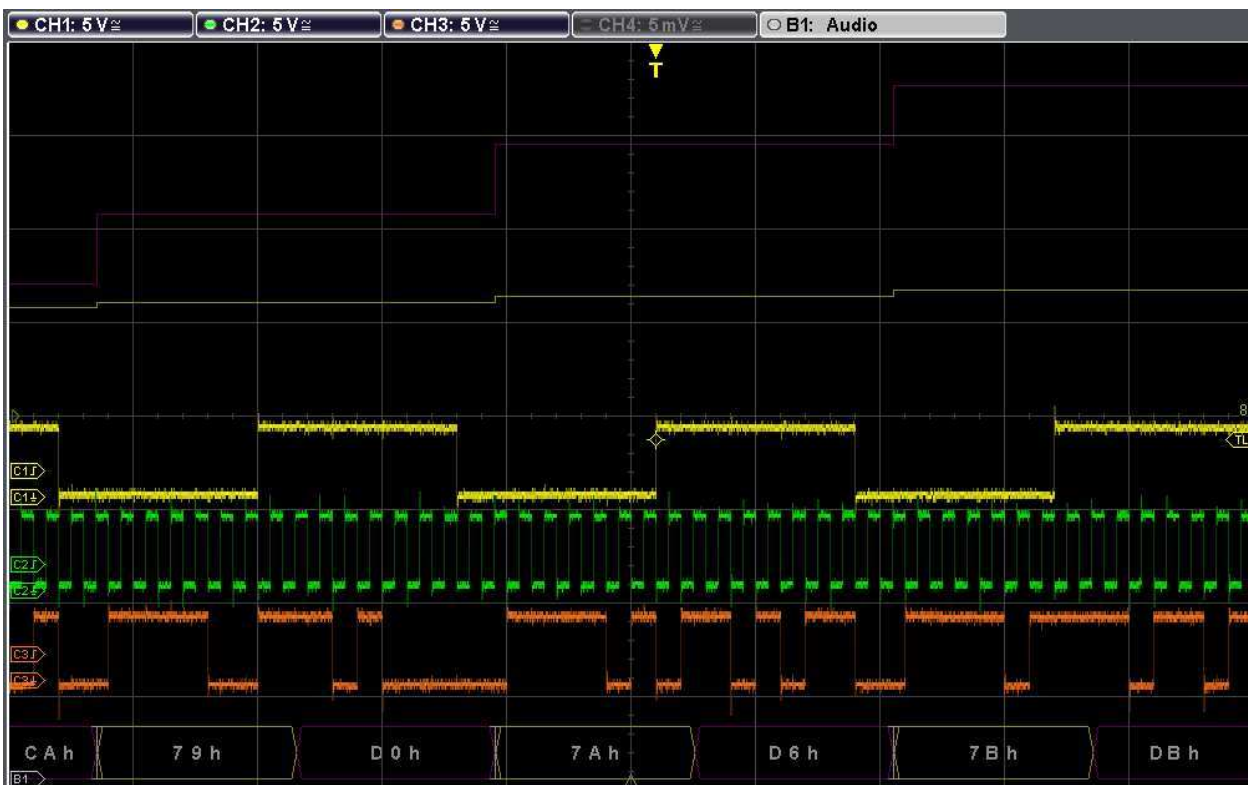 CH1: 5 V≅ CH2: 5 V≅ CH3: 5 V≅ CH4: 5 mV≅ B1: Audio
T
8
C1 TL
C1
C2
C2
C3
C3
CAh 79h D0h 7Ah D6h 7Bh DBh
B1